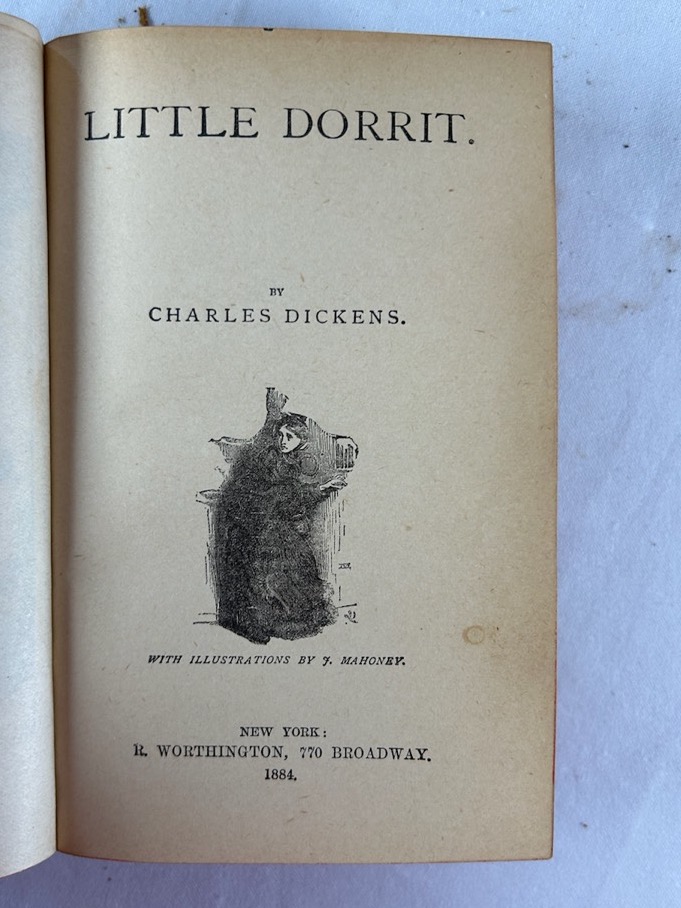 LITTLE DORRIT.
BY
CHARLES DICKENS.
WITH ILLUSTRATIONS BY J. MAHONEY.
NEW YORK:
R. WORTHINGTON, 770 BROADWAY.
1884.